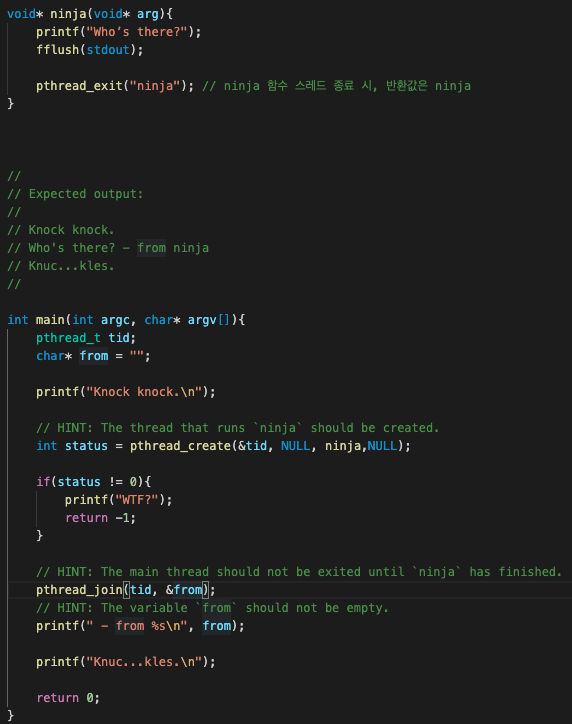 void* ninja(void* arg){
printf("Who's there?");
fflush(stdout);
pthread_exit("ninja"); // ninja 함수 스레드 종료 시, 반환값은 ninja
}
//
// Expected output:
//
// Knock knock.
// Who's there? - from ninja
// Knuc...kles.
//
int main(int argc, char* argv[]){
pthread_t tid;
char* from = "";
printf("Knock knock.\n");
// HINT: The thread that runs `ninja` should be created.
int status = pthread_create(&tid, NULL, ninja,NULL);
if(status != 0){
printf("WTF?");
return -1;
}
// HINT: The main thread should not be exited until `ninja` has finished.
pthread_join(tid, &from);
// HINT: The variable `from` should not be empty.
printf(" - from %s\n", from);
printf("Knuc...kles.\n");
return 0;
}